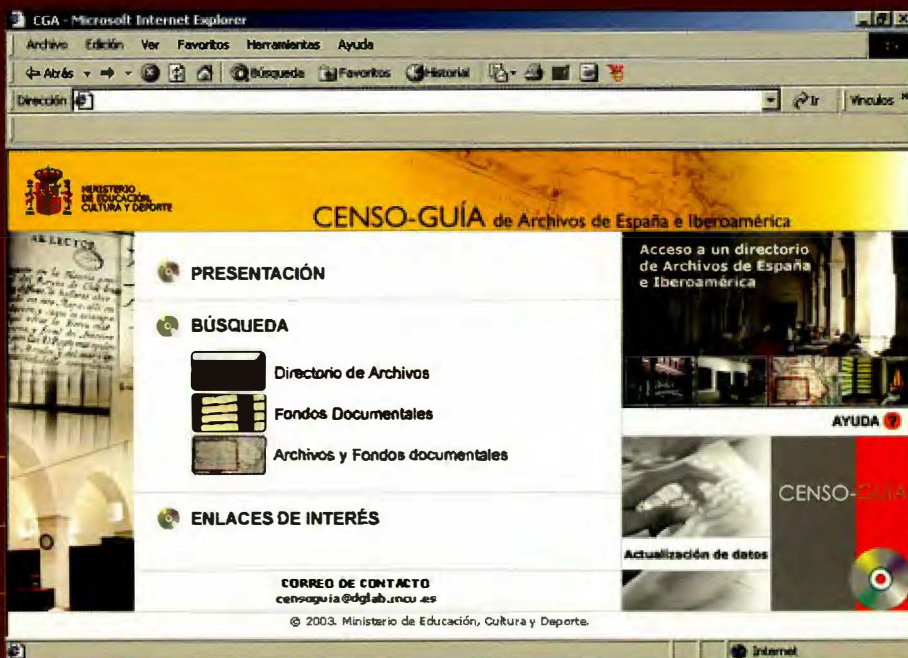 CGA - Microsoft Internet Explorer
Archivo Edición Ver Favoritos Herramientas Ayuda
Atrás Búsqueda Favoritos Historial
Dirección Ir Vínculos »
MINISTERIO
DE EDUCACIÓN,
CULTURA Y DEPORTE
CENSO-GUÍA de Archivos de España e Iberoamérica
AL LECTOR
PRESENTACIÓN
BÚSQUEDA
Directorio de Archivos
Fondos Documentales
Archivos y Fondos documentales
ENLACES DE INTERÉS
CORREO DE CONTACTO
censoguia@dglab.mcu.es
© 2003. Ministerio de Educación, Cultura y Deporte.
Acceso a un directorio
de Archivos de España
e Iberoamérica
AYUDA ?
CENSO-GUÍA
Actualización de datos
Internet